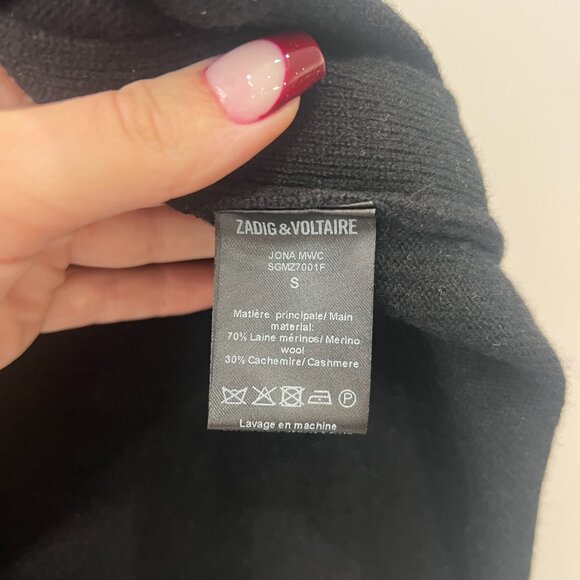 ZADIG & VOLTAIRE
JONA MWC
SGMZ7001F
S
Matière principale/ Main
material:
70% Laine mérinos/ Merino
wool
30% Cachemire/ Cashmere
P
Lavage en machine